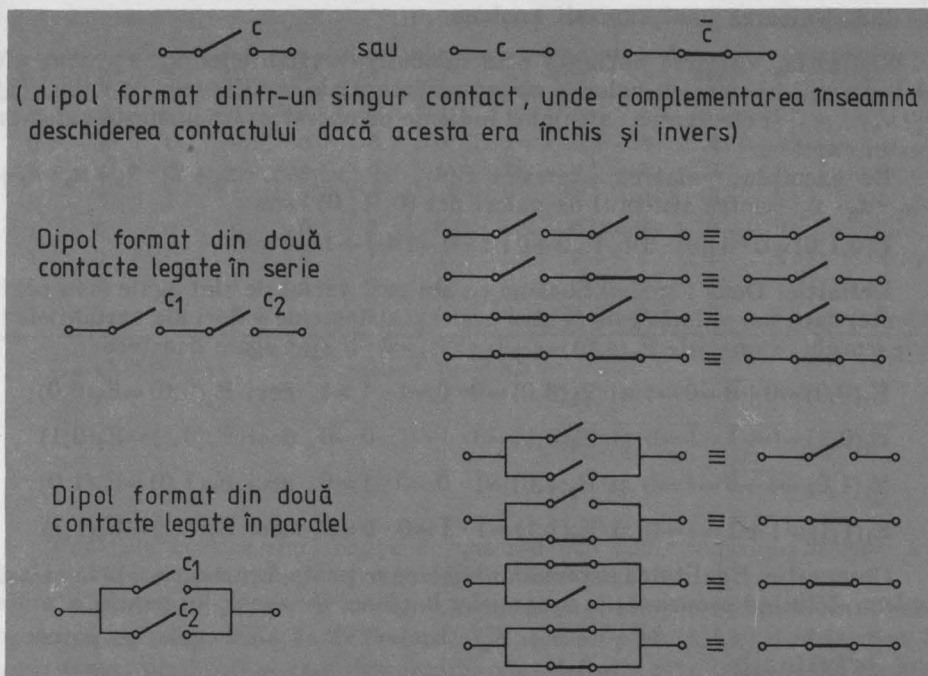 c sau c c̄
( dipol format dintr-un singur contact, unde complementarea înseamnă
deschiderea contactului dacă acesta era închis și invers)
Dipol format din două
contacte legate în serie
c1 c2
≡
≡
≡
≡
Dipol format din două
contacte legate în paralel
c1
c2
≡
≡
≡
≡